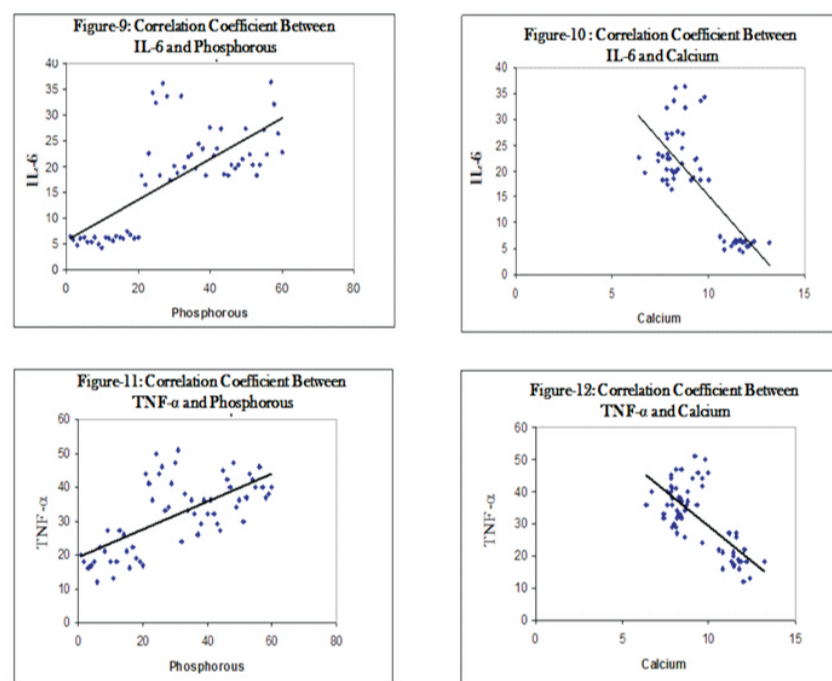 Figure-9: Correlation Coefficient Between
IL-6 and Phosphorous
40
35
30
25
20
15
10
5
0
IL-6
0 20 40 60 80
Phosphorous
Figure-10 : Correlation Coefficient Between
IL-6 and Calcium
40
35
30
25
20
15
10
5
0
IL-6
0 5 10 15
Calcium
Figure-11: Correlation Coefficient Between
TNF-α and Phosphorous
60
50
40
30
20
10
0
TNF-α
0 20 40 60 80
Phosphorous
Figure-12: Correlation Coefficient Between
TNF-α and Calcium
60
50
40
30
20
10
0
TNF-α
0 5 10 15
Calcium